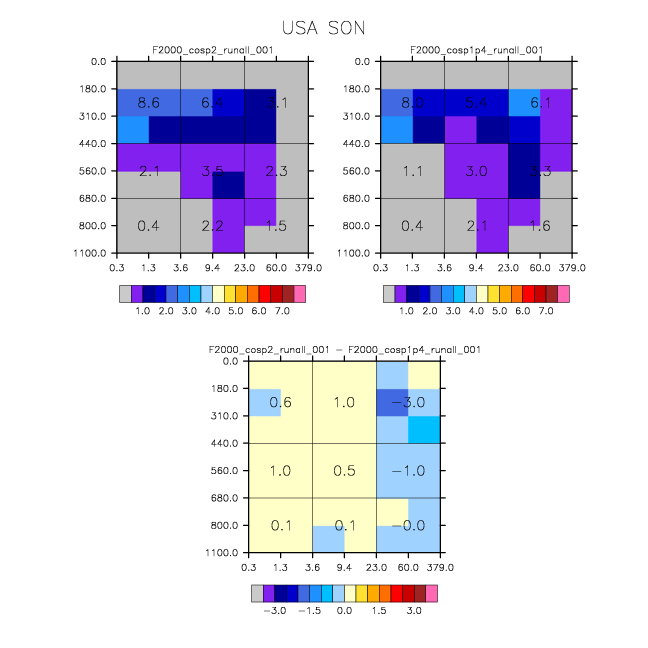 USA SON
F2000_cosp2_runall_001 F2000_cosp1p4_runall_001
0.0 0.0
180.0 180.0
8.6 6.4 3.1 8.0 5.4 6.1
310.0 310.0
440.0 440.0
560.0 2.1 3.5 2.3 560.0 1.1 3.0 3.3
680.0 680.0
800.0 0.4 2.2 1.5 800.0 0.4 2.1 1.6
1100.0 1100.0
0.3 1.3 3.6 9.4 23.0 60.0 379.0 0.3 1.3 3.6 9.4 23.0 60.0 379.0
1.0 2.0 3.0 4.0 5.0 6.0 7.0 1.0 2.0 3.0 4.0 5.0 6.0 7.0
F2000_cosp2_runall_001 − F2000_cosp1p4_runall_001
0.0
180.0
0.6 1.0 −3.0
310.0
440.0
560.0 1.0 0.5 −1.0
680.0
800.0 0.1 0.1 −0.0
1100.0
0.3 1.3 3.6 9.4 23.0 60.0 379.0
−3.0 −1.5 0.0 1.5 3.0